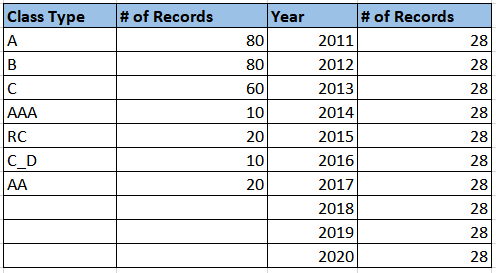 Class Type # of Records Year # of Records
A 80 2011 28
B 80 2012 28
C 60 2013 28
AAA 10 2014 28
RC 20 2015 28
C_D 10 2016 28
AA 20 2017 28
2018 28
2019 28
2020 28